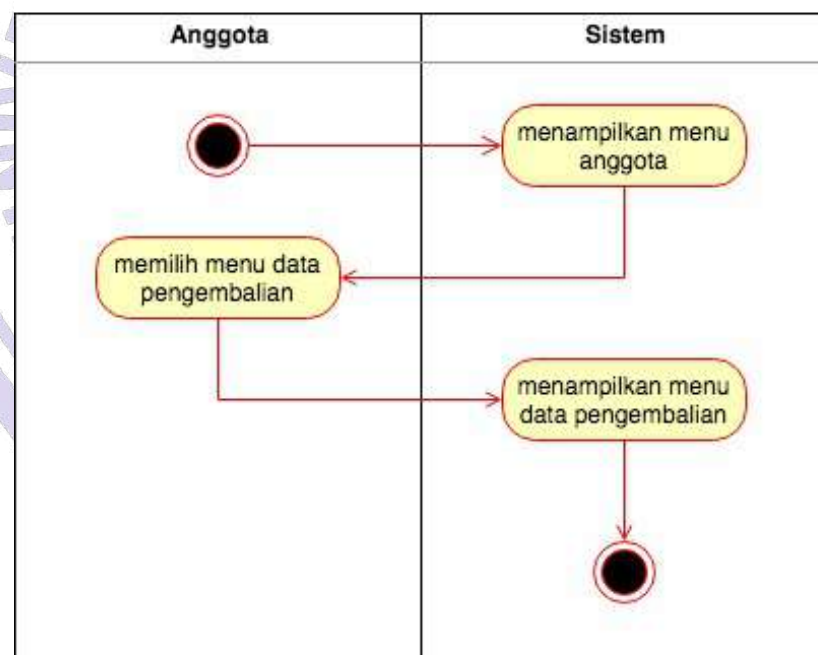 Anggota
Sistem
menampilkan menu
anggota
memilih menu data
pengembalian
menampilkan menu
data pengembalian